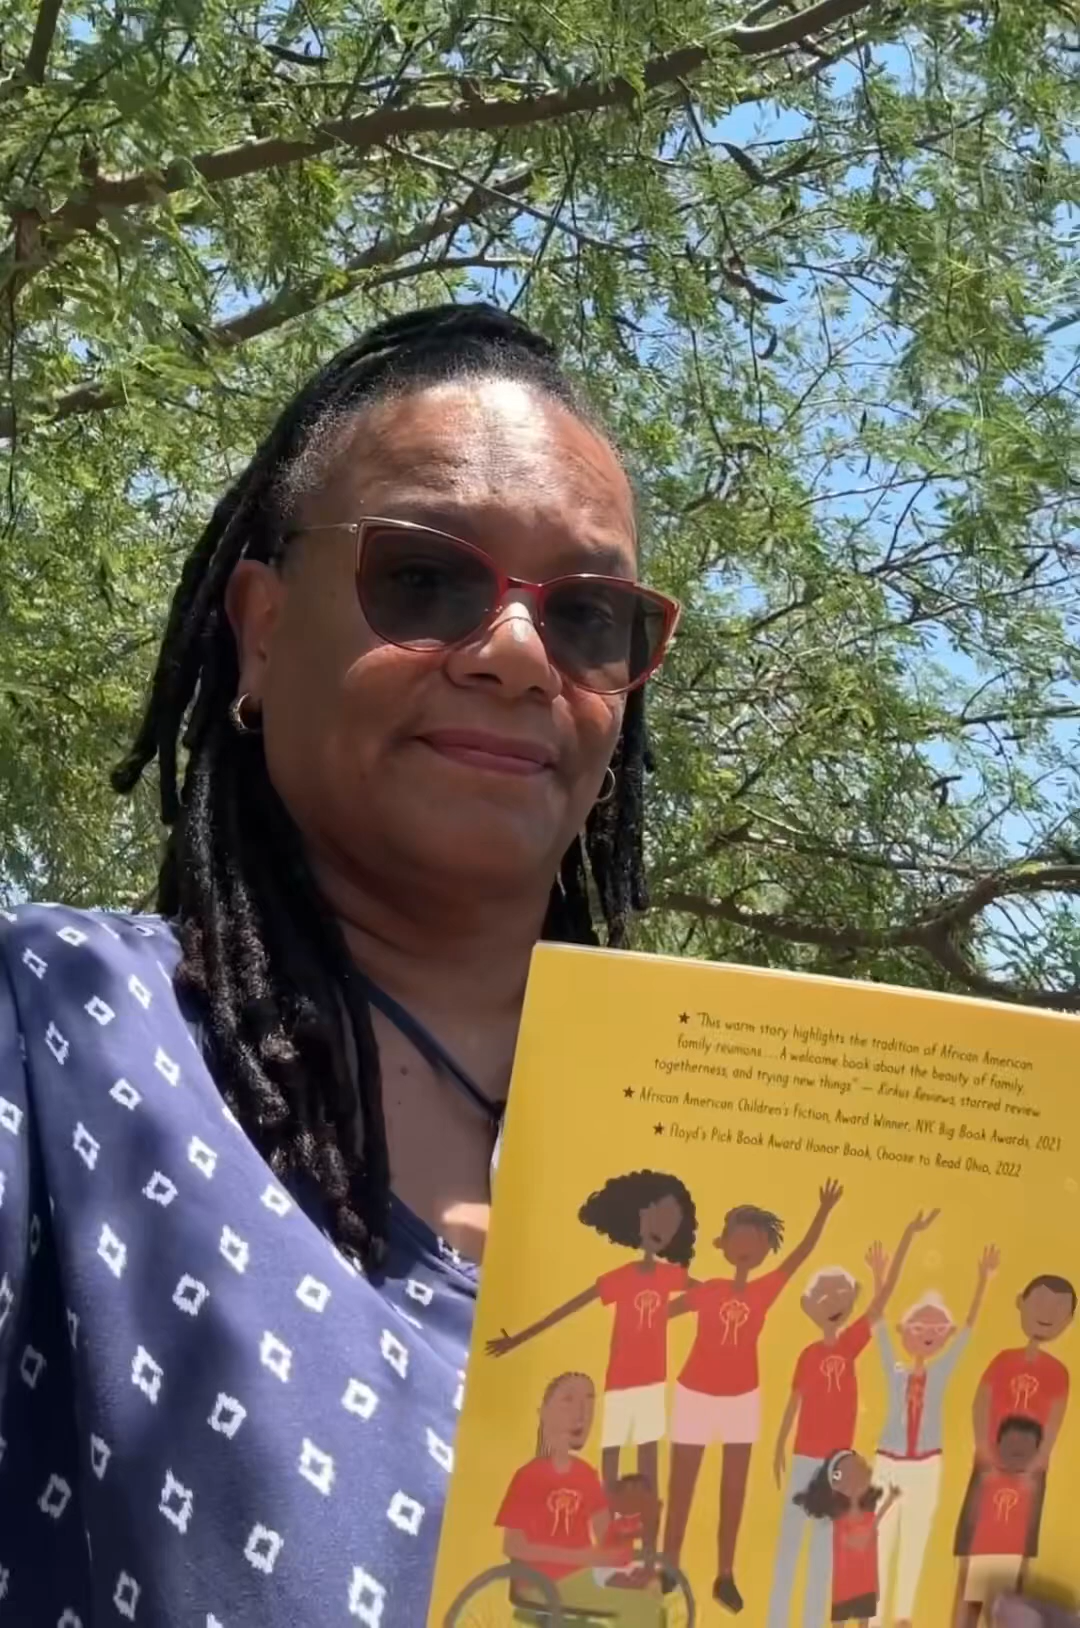 ★ "This warm story highlights the tradition of African American
family reunions....A welcome book about the beauty of family,
togetherness, and trying new things" — Kirkus Reviews, starred review
★ African American Children's Fiction, Award Winner, NYC Big Book Awards, 2021
★ Floyd's Pick Book Award Honor Book, Choose to Read Ohio, 2022